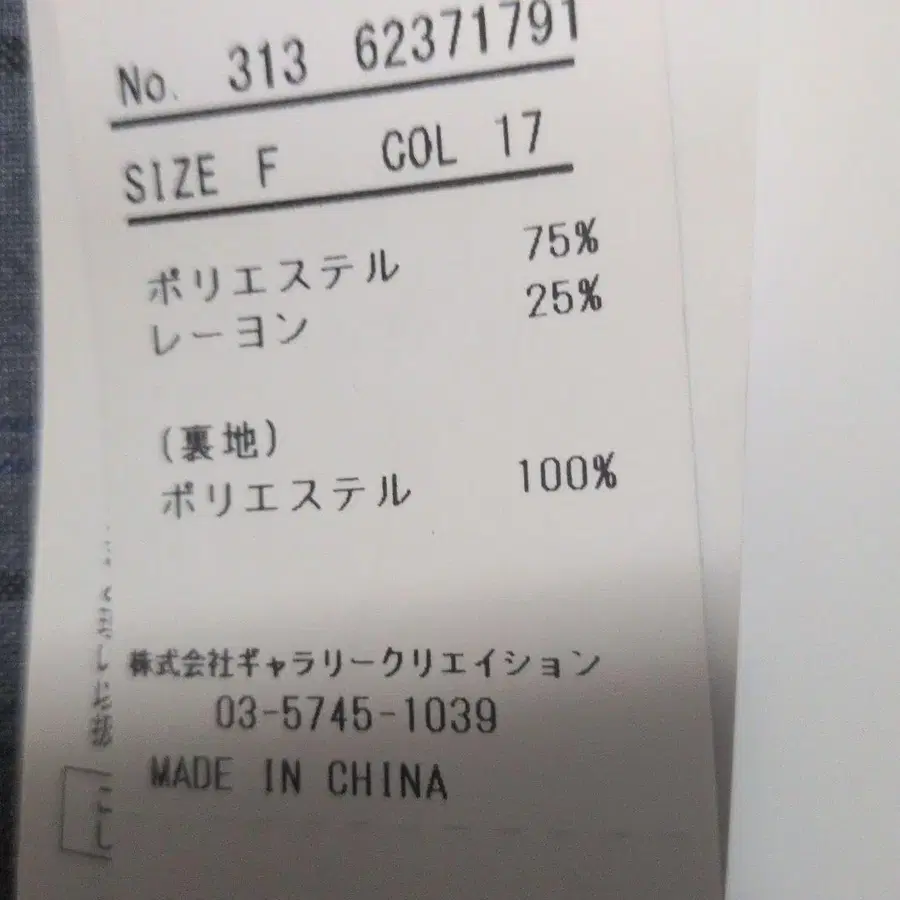 No. 313 62371791
SIZE F COL 17
ポリエステル 75%
レーヨン 25%
(裏地)
ポリエステル 100%
株式会社ギャラリークリエイション
03-5745-1039
MADE IN CHINA